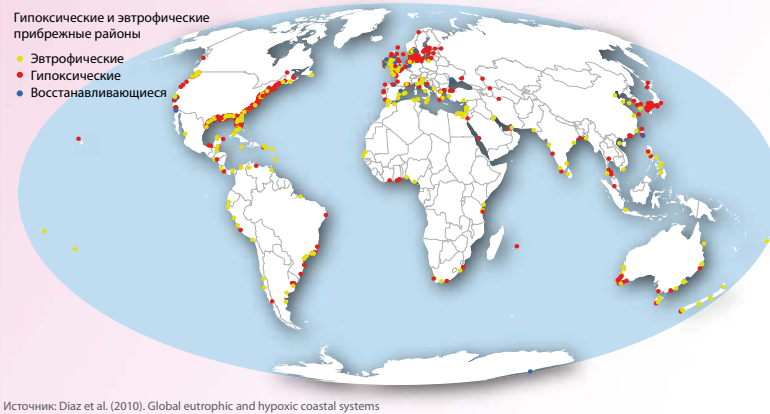 Гипоксические и эвтрофические
прибрежные районы
Эвтрофические
Гипоксические
Восстанавливающиеся
Источник: Diaz et al. (2010). Global eutrophic and hypoxic coastal systems